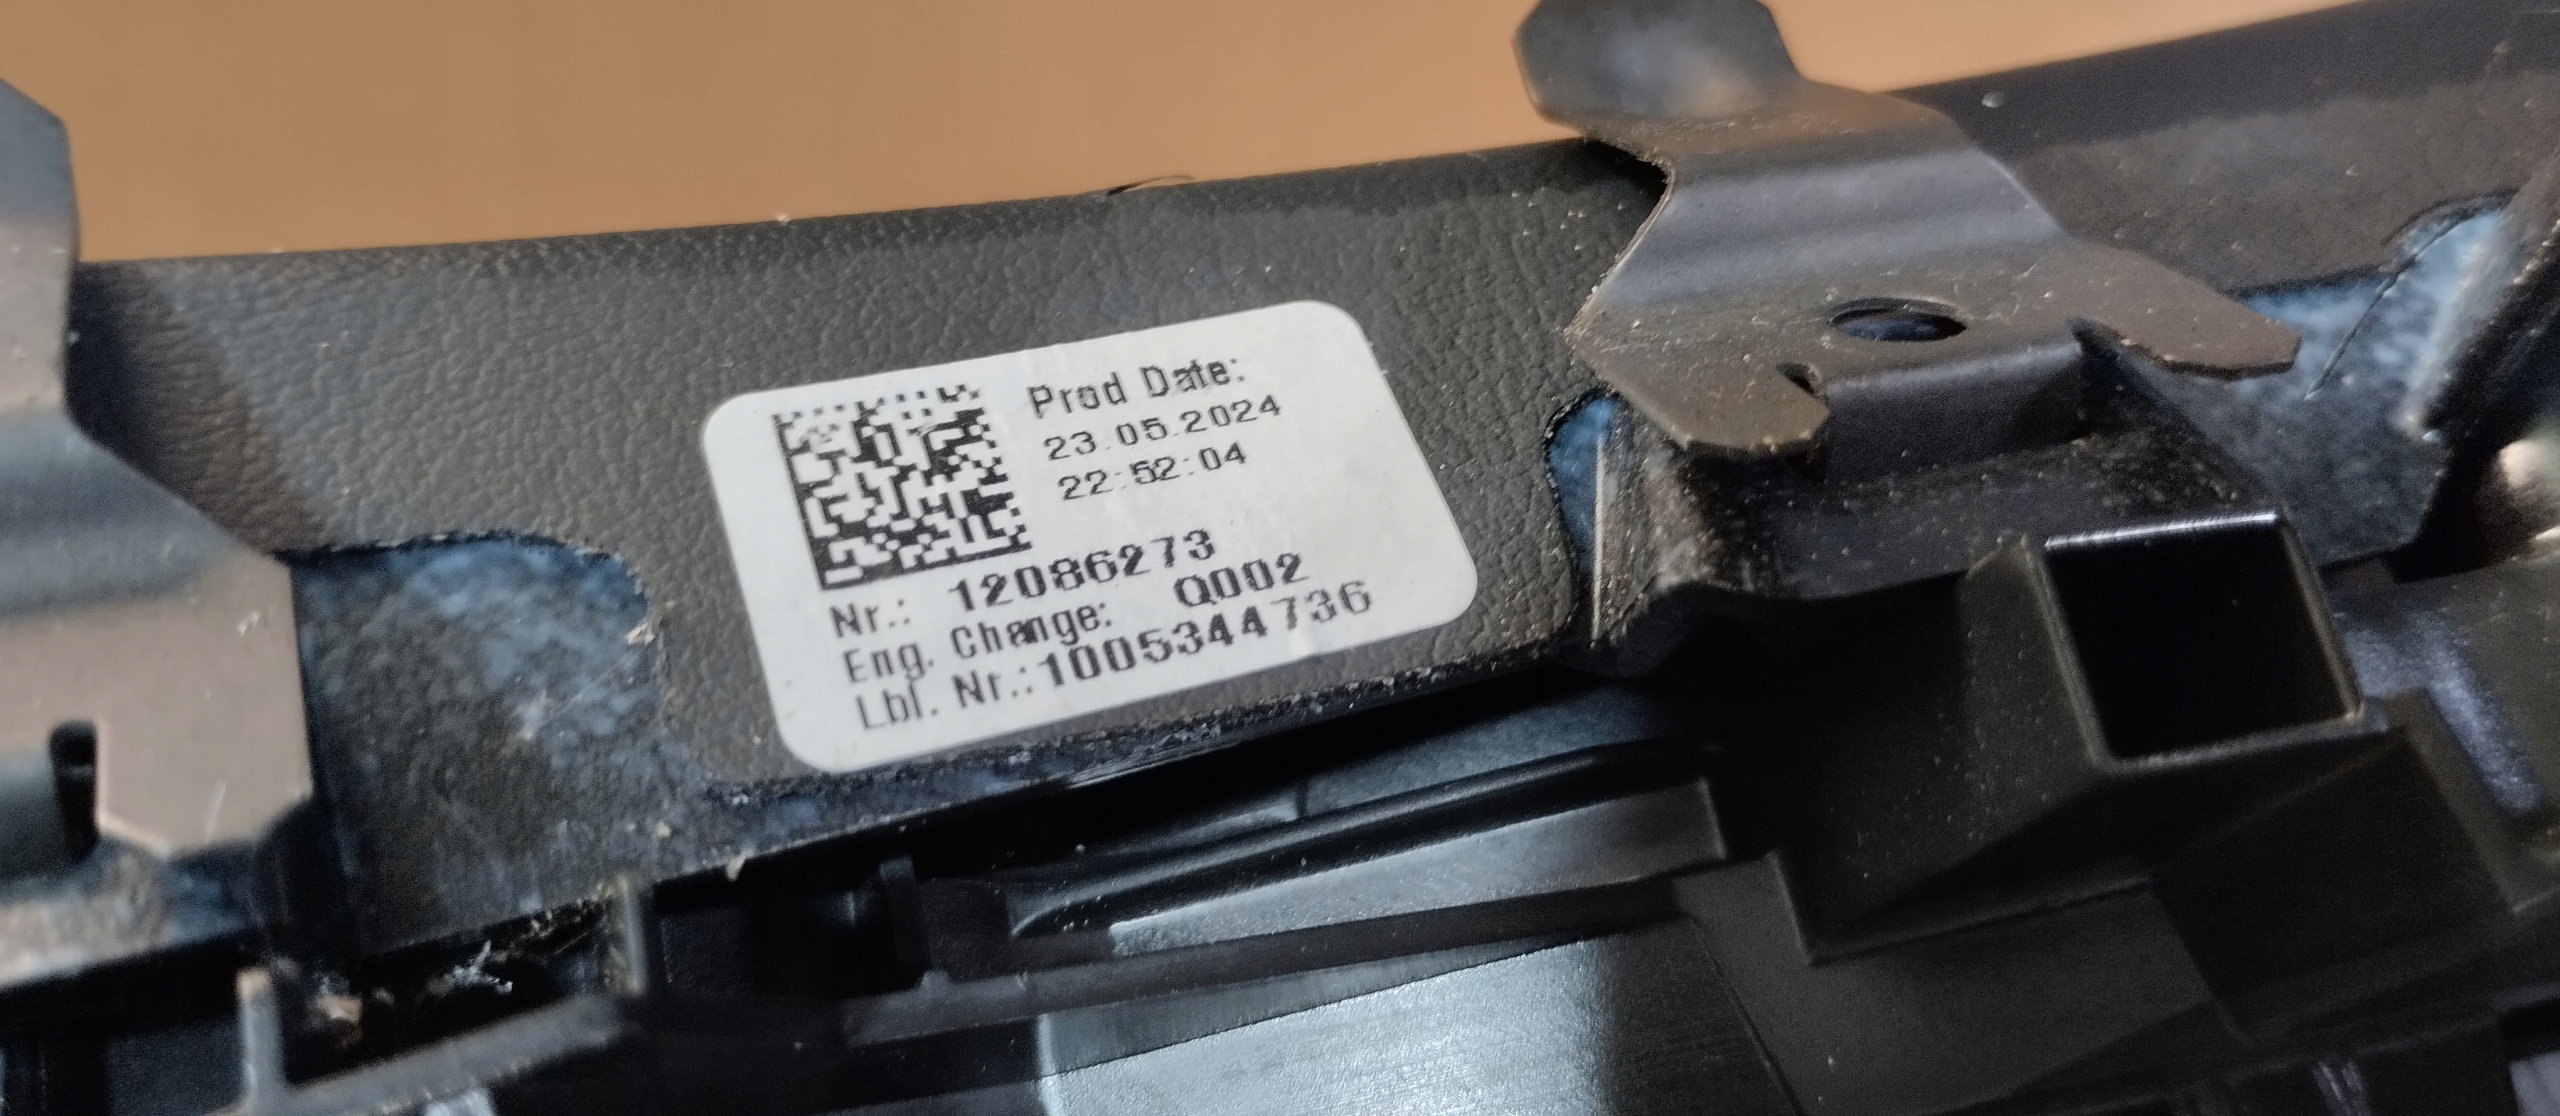 Prod Date:
23.05.2024
22:52:04
Nr.: 12086273
Eng. Change: Q002
Lbl. Nr.:1005344736